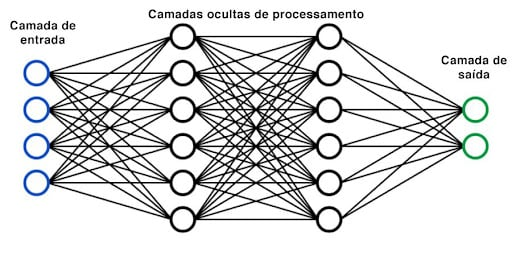 Camada de
entrada
Camadas ocultas de processamento
Camada de
saída